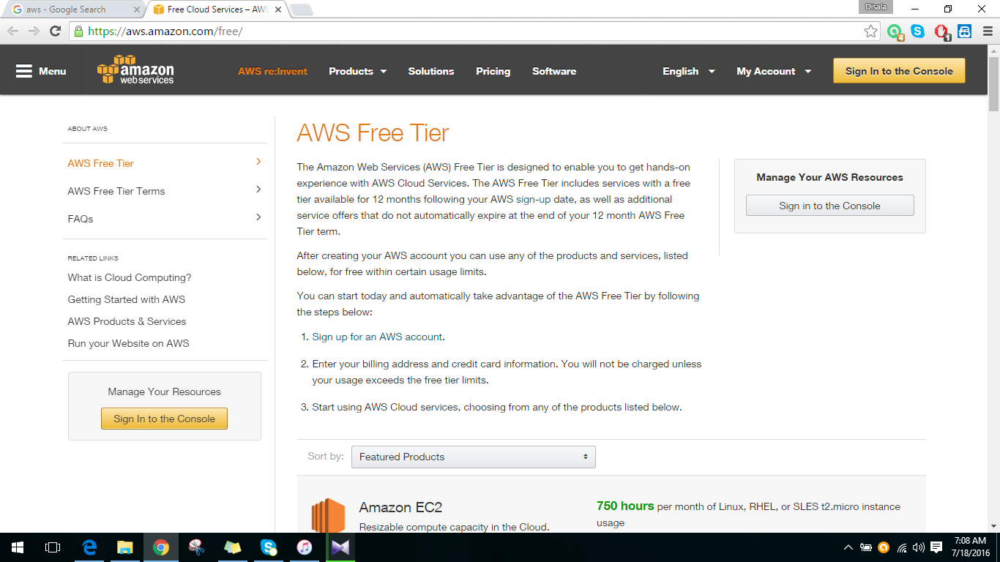 aws - Google Search
Free Cloud Services – AWS
Disala
https://aws.amazon.com/free/
4
1
Menu
amazon
web services
AWS re:Invent
Products
Solutions
Pricing
Software
English
My Account
Sign In to the Console
ABOUT AWS
AWS Free Tier
AWS Free Tier Terms
FAQs
RELATED LINKS
What is Cloud Computing?
Getting Started with AWS
AWS Products & Services
Run your Website on AWS
Manage Your Resources
Sign In to the Console
AWS Free Tier
The Amazon Web Services (AWS) Free Tier is designed to enable you to get hands-on
experience with AWS Cloud Services. The AWS Free Tier includes services with a free
tier available for 12 months following your AWS sign-up date, as well as additional
service offers that do not automatically expire at the end of your 12 month AWS Free
Tier term.
After creating your AWS account you can use any of the products and services, listed
below, for free within certain usage limits.
You can start today and automatically take advantage of the AWS Free Tier by following
the steps below:
1. Sign up for an AWS account.
2. Enter your billing address and credit card information. You will not be charged unless
your usage exceeds the free tier limits.
3. Start using AWS Cloud services, choosing from any of the products listed below.
Manage Your AWS Resources
Sign in to the Console
Sort by:
Featured Products
Amazon EC2
Resizable compute capacity in the Cloud.
750 hours per month of Linux, RHEL, or SLES t2.micro instance
usage
7:08 AM
7/18/2016